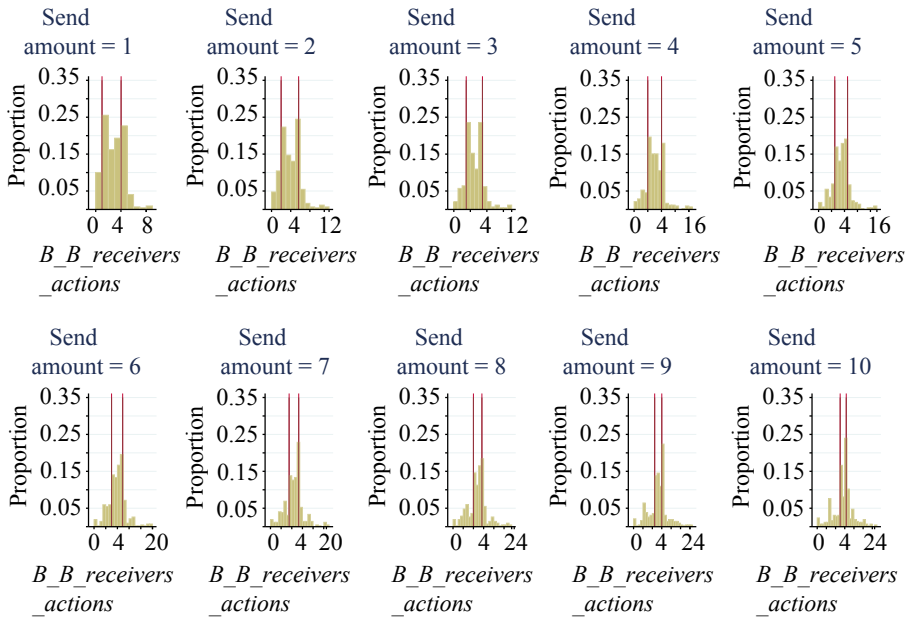 Send amount = 1
Send amount = 2
Send amount = 3
Send amount = 4
Send amount = 5
Proportion
0.35
0.25
0.15
0.05
0 4 8
B_B_receivers
_actions
Proportion
0.35
0.25
0.15
0.05
0 4 12
B_B_receivers
_actions
Proportion
0.35
0.25
0.15
0.05
0 4 12
B_B_receivers
_actions
Proportion
0.35
0.25
0.15
0.05
0 4 16
B_B_receivers
_actions
Proportion
0.35
0.25
0.15
0.05
0 4 16
B_B_receivers
_actions
Send amount = 6
Send amount = 7
Send amount = 8
Send amount = 9
Send amount = 10
Proportion
0.35
0.25
0.15
0.05
0 4 20
B_B_receivers
_actions
Proportion
0.35
0.25
0.15
0.05
0 4 20
B_B_receivers
_actions
Proportion
0.35
0.25
0.15
0.05
0 4 24
B_B_receivers
_actions
Proportion
0.35
0.25
0.15
0.05
0 4 24
B_B_receivers
_actions
Proportion
0.35
0.25
0.15
0.05
0 4 24
B_B_receivers
_actions